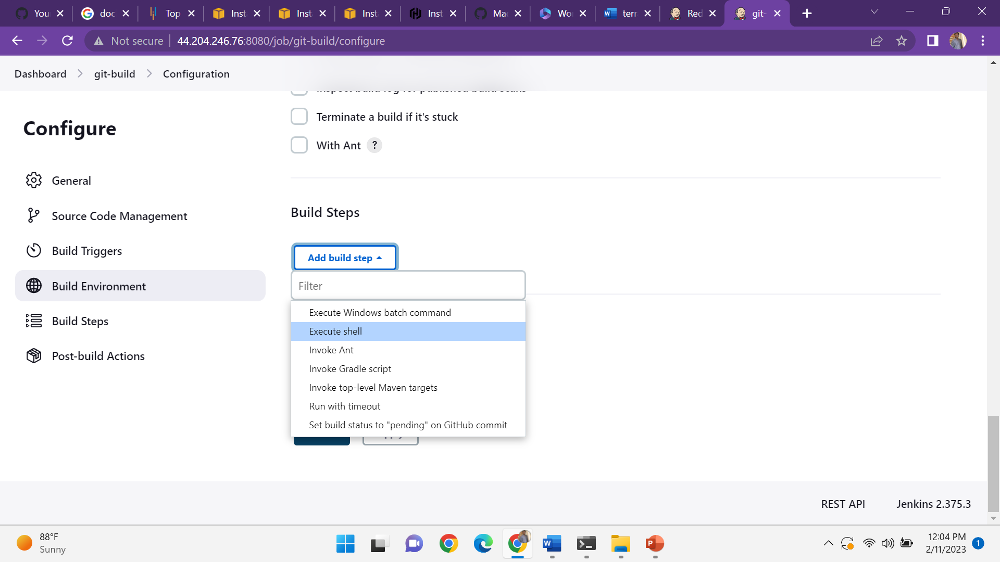 You
doc
Top
Inst
Inst
Inst
Inst
Ma
Wo
terr
Red
git-
Not secure
44.204.246.76:8080/job/git-build/configure
Dashboard
git-build
Configuration
Configure
General
Source Code Management
Build Triggers
Build Environment
Build Steps
Post-build Actions
Terminate a build if it's stuck
With Ant ?
Build Steps
Add build step
Filter
Execute Windows batch command
Execute shell
Invoke Ant
Invoke Gradle script
Invoke top-level Maven targets
Run with timeout
Set build status to "pending" on GitHub commit
REST API
Jenkins 2.375.3
88°F
Sunny
12:04 PM
2/11/2023
1